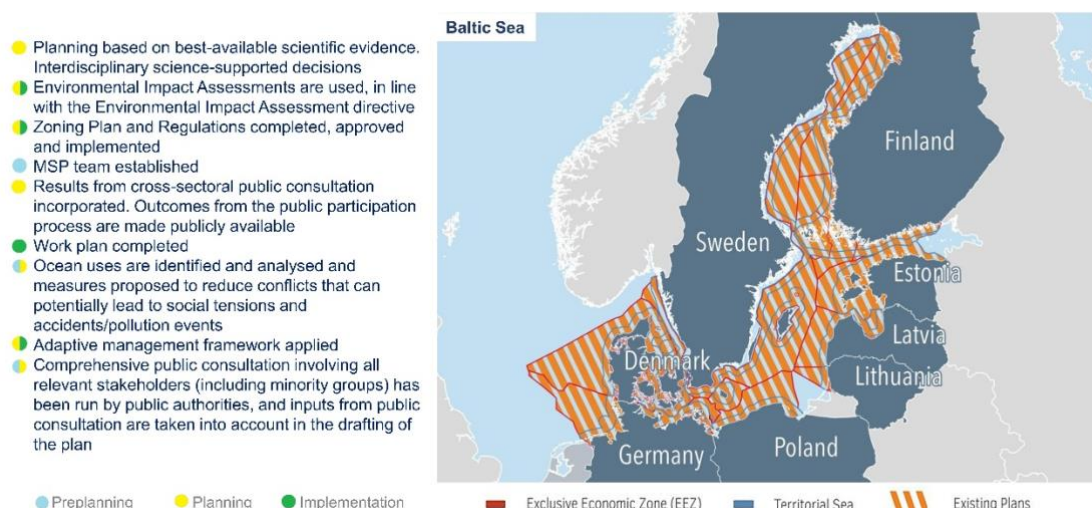 Planning based on best-available scientific evidence.
Interdisciplinary science-supported decisions
Environmental Impact Assessments are used, in line
with the Environmental Impact Assessment directive
Zoning Plan and Regulations completed, approved
and implemented
MSP team established
Results from cross-sectoral public consultation
incorporated. Outcomes from the public participation
process are made publicly available
Work plan completed
Ocean uses are identified and analysed and
measures proposed to reduce conflicts that can
potentially lead to social tensions and
accidents/pollution events
Adaptive management framework applied
Comprehensive public consultation involving all
relevant stakeholders (including minority groups) has
been run by public authorities, and inputs from public
consultation are taken into account in the drafting of
the plan
Preplanning
Planning
Implementation
Baltic Sea
Finland
Sweden
Estonia
Latvia
Denmark
Lithuania
Germany
Poland
Exclusive Economic Zone (EEZ)
Territorial Sea
Existing Plans